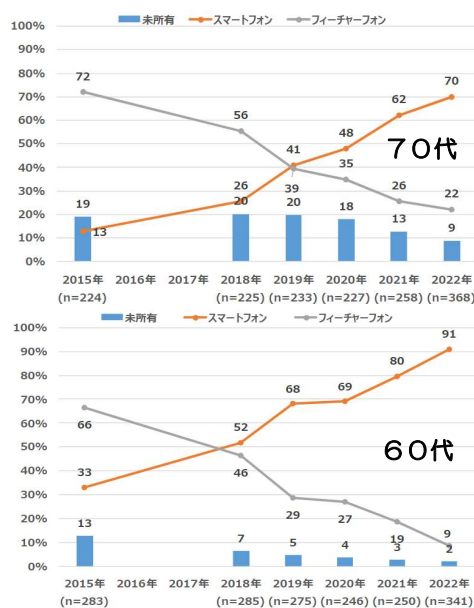 未所有 スマートフォン フィーチャーフォン
100%
90%
80%
70%
60%
50%
40%
30%
20%
10%
0%
72 56 41 35 26 22
19 13 26 39 48 62 70
20 20 18 13 9
70代
2015年 2016年 2017年 2018年 2019年 2020年 2021年 2022年
(n=224) (n=225) (n=233) (n=227) (n=258) (n=368)
未所有 スマートフォン フィーチャーフォン
100%
90%
80%
70%
60%
50%
40%
30%
20%
10%
0%
66 46 29 27 19 9
33 52 68 69 80 91
13 7 5 4 3 2
60代
2015年 2016年 2017年 2018年 2019年 2020年 2021年 2022年
(n=283) (n=285) (n=275) (n=246) (n=250) (n=341)